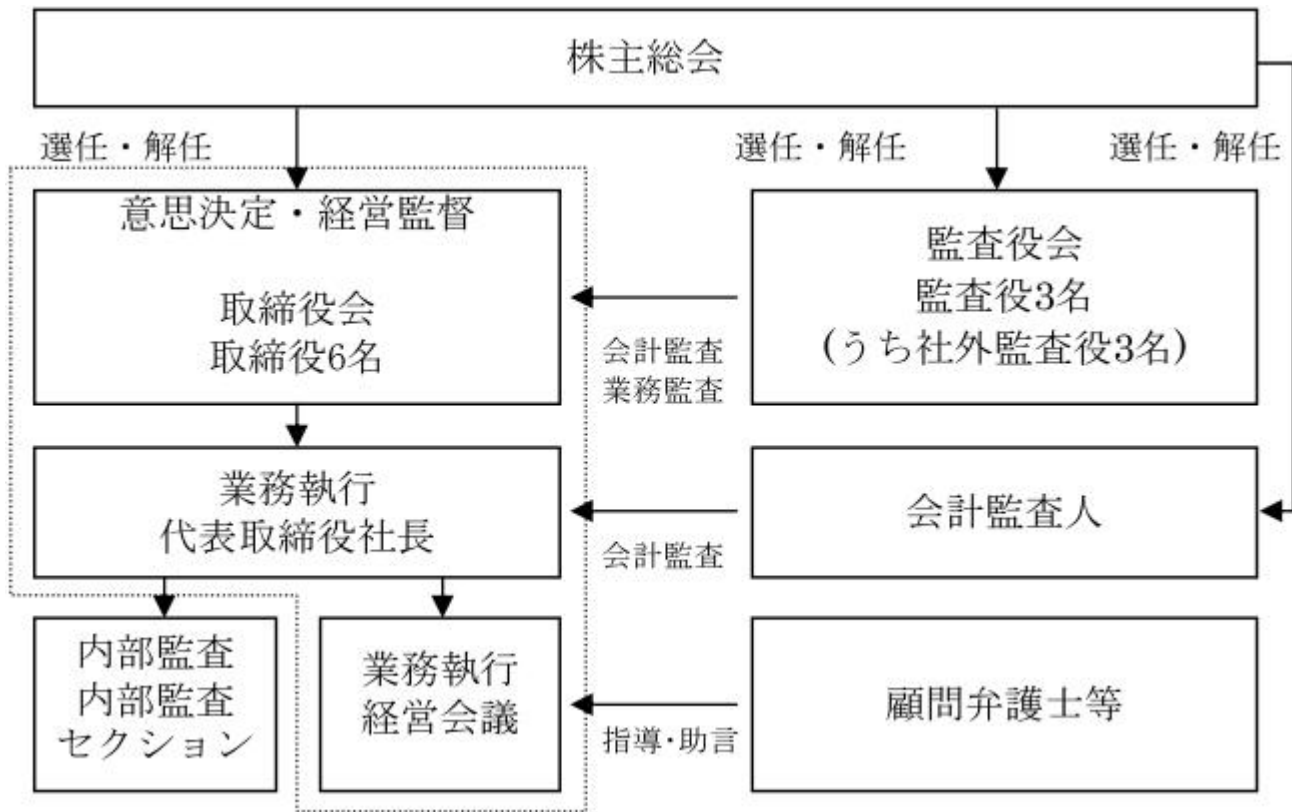 株主総会
選任・解任
選任・解任
選任・解任
意思決定・経営監督
取締役会
取締役6名
監査役会
監査役3名
(うち社外監査役3名)
会計監査
業務監査
業務執行
代表取締役社長
会計監査
会計監査人
内部監査
内部監査
セクション
業務執行
経営会議
指導・助言
顧問弁護士等